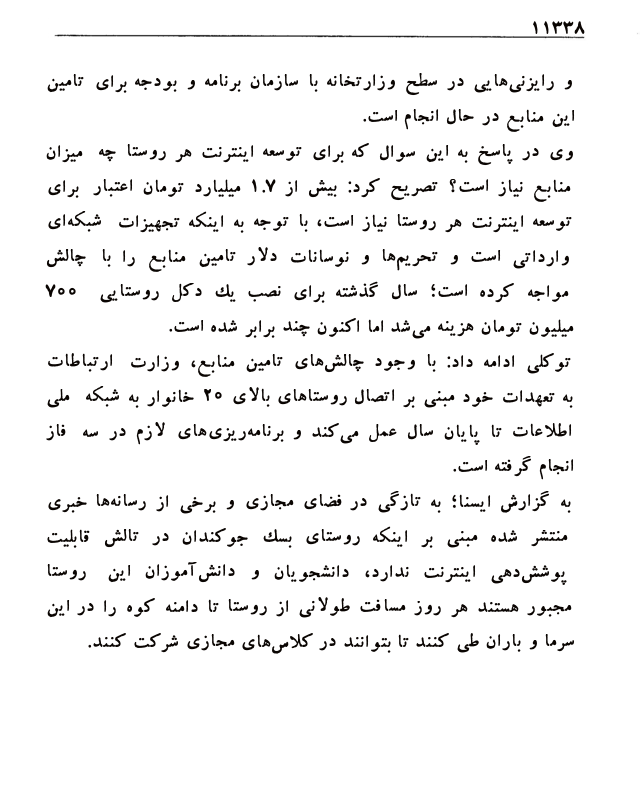 ۱۱۳۳۸
و رایزنی‌هایی در سطح وزارتخانه با سازمان برنامه و بودجه برای تامین
این منابع در حال انجام است.
وی در پاسخ به این سوال که برای توسعه اینترنت هر روستا چه میزان
منابع نیاز است؟ تصریح کرد: بیش از ۱.۷ میلیارد تومان اعتبار برای
توسعه اینترنت هر روستا نیاز است، با توجه به اینکه تجهیزات شبکه‌ای
وارداتی است و تحریم‌ها و نوسانات دلار تامین منابع را با چالش
مواجه کرده است؛ سال گذشته برای نصب یك دکل روستایی ۷۰۰
میلیون تومان هزینه می‌شد اما اکنون چند برابر شده است.
توکلی ادامه داد: با وجود چالش‌های تامین منابع، وزارت ارتباطات
به تعهدات خود مبنی بر اتصال روستاهای بالای ۲۰ خانوار به شبکه ملی
اطلاعات تا پایان سال عمل می‌کند و برنامه‌ریزی‌های لازم در سه فاز
انجام گرفته است.
به گزارش ایسنا؛ به تازگی در فضای مجازی و برخی از رسانه‌ها خبری
منتشر شده مبنی بر اینکه روستای بسك جوکندان در تالش قابلیت
پوشش‌دهی اینترنت ندارد، دانشجویان و دانش‌آموزان این روستا
مجبور هستند هر روز مسافت طولانی از روستا تا دامنه کوه را در این
سرما و باران طی کنند تا بتوانند در کلاس‌های مجازی شرکت کنند.